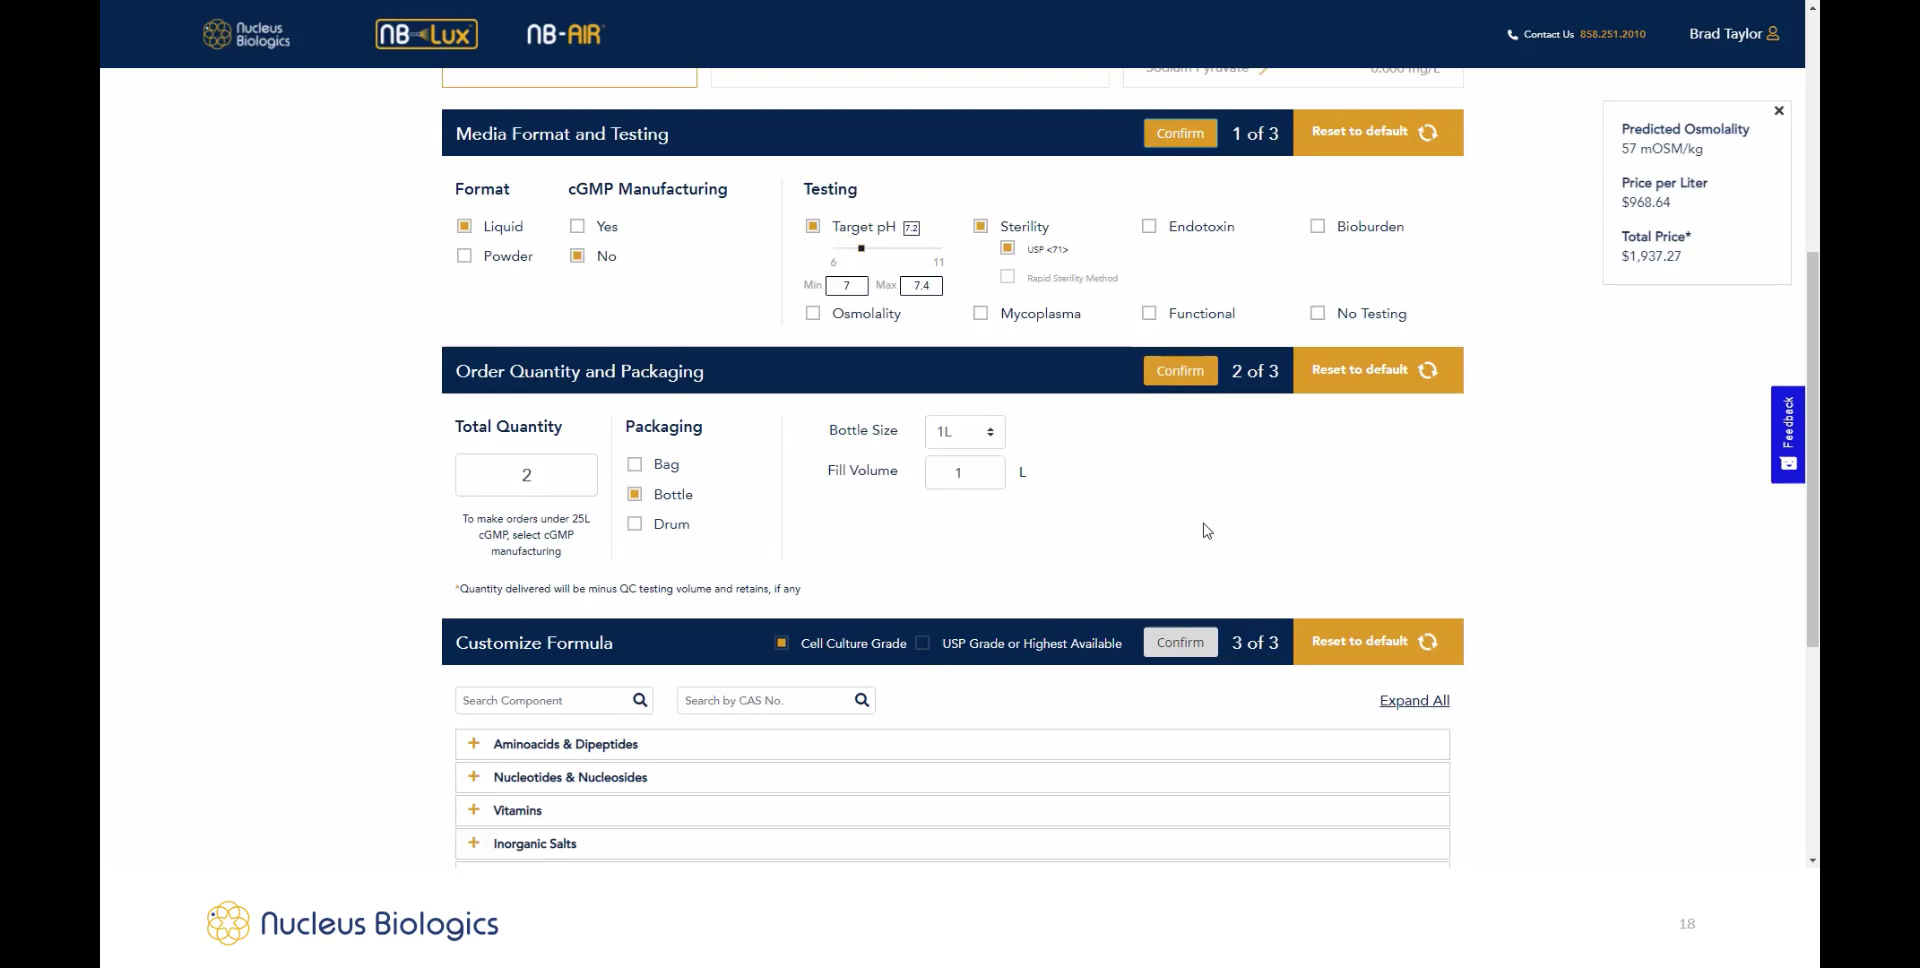 Nucleus
Biologics
NB-Lux
NB-AIR
Contact Us 858.251.2010
Brad Taylor
Sodium Pyruvate
0.000 mg/L
Media Format and Testing
Confirm
1 of 3
Reset to default
Predicted Osmolality
57 mOSM/kg
Price per Liter
$968.64
Total Price*
$1,937.27
Format
cGMP Manufacturing
Testing
Liquid
Yes
Target pH 7.2
Sterility
Endotoxin
Bioburden
USP <71>
Powder
No
6
11
Rapid Sterility Method
Min 7 Max 7.4
Osmolality
Mycoplasma
Functional
No Testing
Order Quantity and Packaging
Confirm
2 of 3
Reset to default
Feedback
Total Quantity
Packaging
Bottle Size
1L
2
Bag
Fill Volume
1
L
Bottle
Drum
To make orders under 25L
cGMP, select cGMP
manufacturing
*Quantity delivered will be minus QC testing volume and retains, if any
Customize Formula
Cell Culture Grade
USP Grade or Highest Available
Confirm
3 of 3
Reset to default
Search Component
Search by CAS No.
Expand All
+ Aminoacids & Dipeptides
+ Nucleotides & Nucleosides
+ Vitamins
+ Inorganic Salts
Nucleus Biologics
18